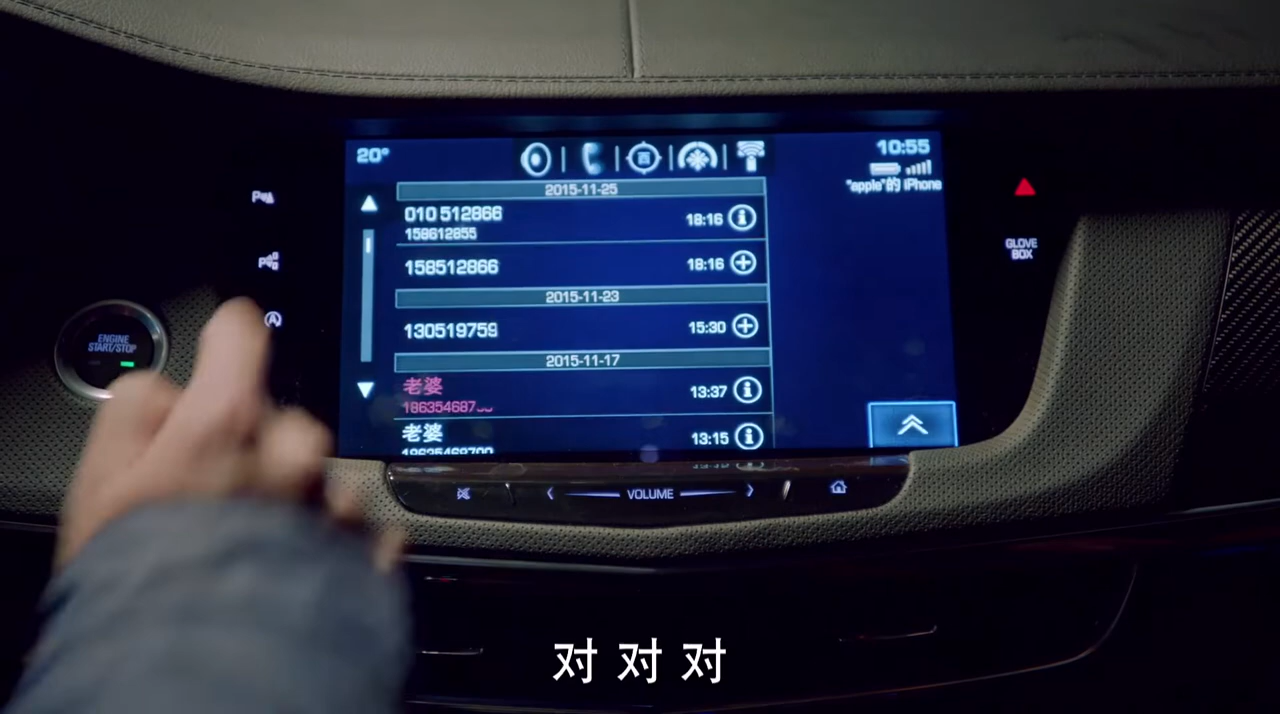 20°
10:55
"apple"的 iPhone
2015-11-25
010 512866
158612855
18:16
158512866
18:16
2015-11-23
130519759
15:30
2015-11-17
老婆
186354687
13:37
老婆
13:15
GLOVE
BOX
ENGINE
START/STOP
VOLUME
对对对